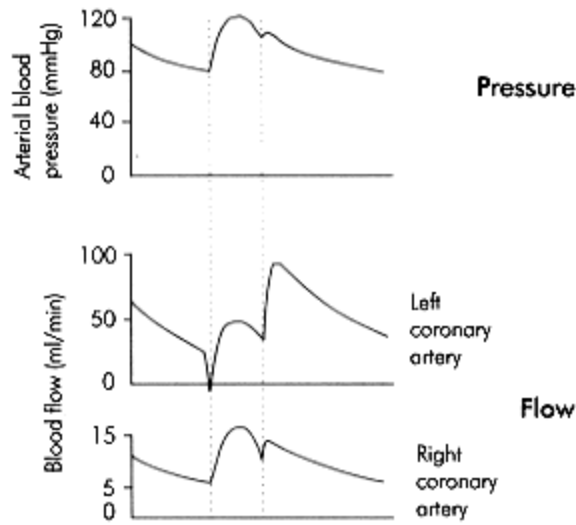 Arterial blood
pressure (mmHg)
120
80
40
0
Pressure
Blood flow (ml/min)
100
50
0
Left
coronary
artery
Flow
15
5
0
Right
coronary
artery